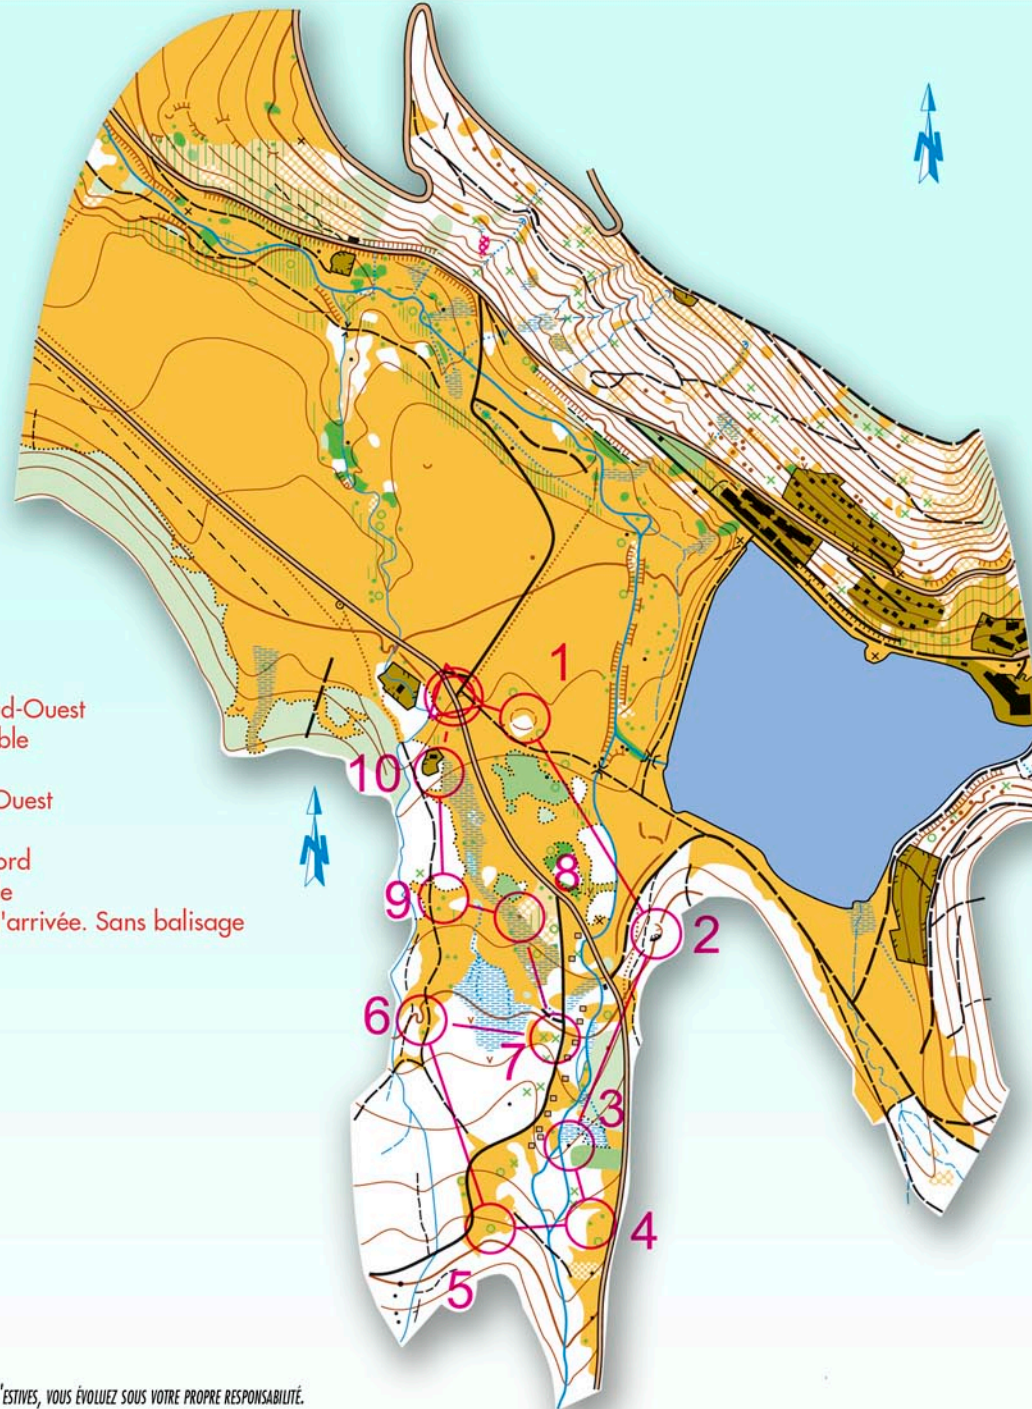 N
1
d-Ouest
ble
10
Ouest
N
ord
e
8
'arrivée. Sans balisage
9
2
6
7
3
4
5
'ESTIVES, VOUS ÉVOLUEZ SOUS VOTRE PROPRE RESPONSABILITÉ.